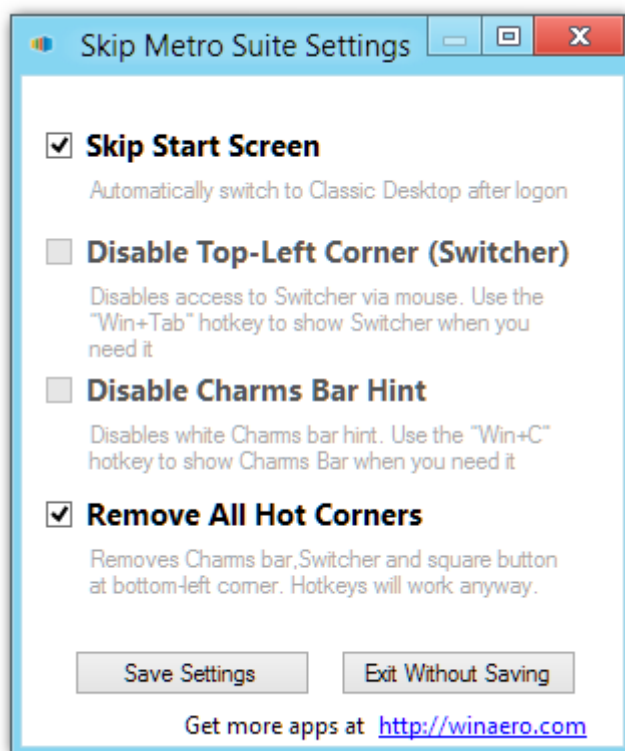 Skip Metro Suite Settings
Skip Start Screen
Automatically switch to Classic Desktop after logon
Disable Top-Left Corner (Switcher)
Disables access to Switcher via mouse. Use the
"Win+Tab" hotkey to show Switcher when you
need it
Disable Charms Bar Hint
Disables white Charms bar hint. Use the "Win+C"
hotkey to show Charms Bar when you need it
Remove All Hot Corners
Removes Charms bar,Switcher and square button
at bottom-left corner. Hotkeys will work anyway.
Save Settings Exit Without Saving
Get more apps at http://winaero.com